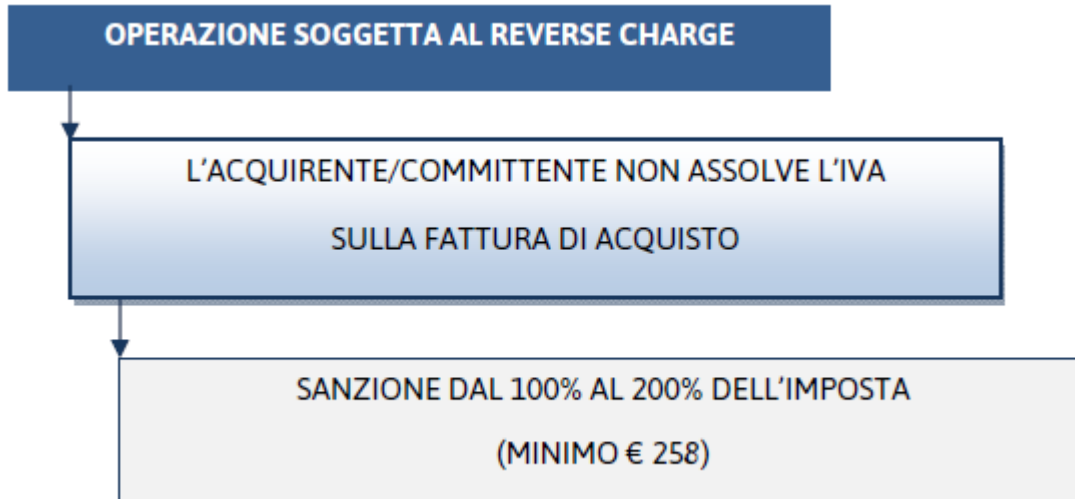 OPERAZIONE SOGGETTA AL REVERSE CHARGE
L'ACQUIRENTE/COMMITTENTE NON ASSOLVE L'IVA
SULLA FATTURA DI ACQUISTO
SANZIONE DAL 100% AL 200% DELL'IMPOSTA
(MINIMO € 258)